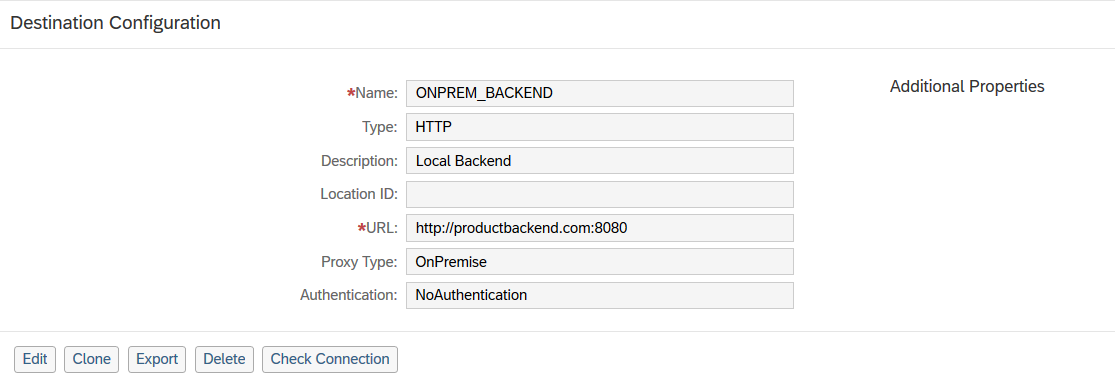 Destination Configuration
*Name: ONPREM_BACKEND
Additional Properties
Type: HTTP
Description: Local Backend
Location ID:
*URL: http://productbackend.com:8080
Proxy Type: OnPremise
Authentication: NoAuthentication
Edit Clone Export Delete Check Connection